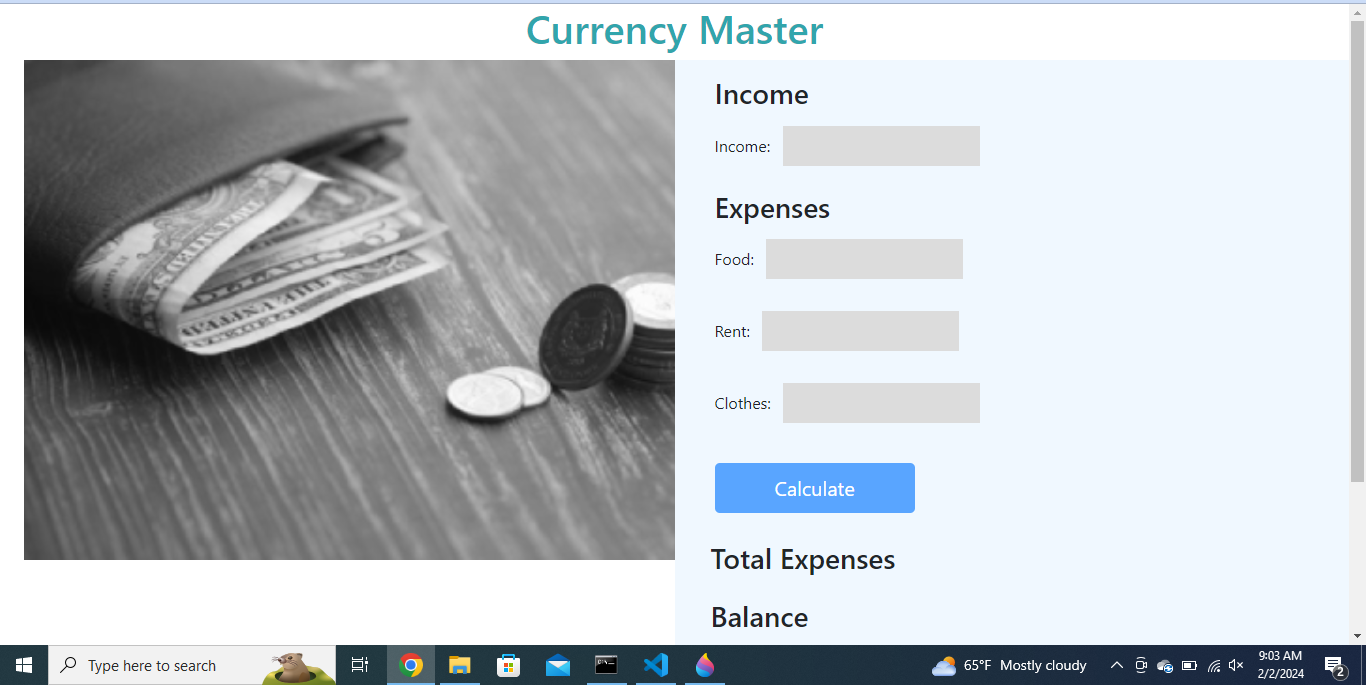 Currency Master
Income
Income:
Expenses
Food:
Rent:
Clothes:
Calculate
Total Expenses
Balance
Type here to search
65°F Mostly cloudy
9:03 AM
2/2/2024
2